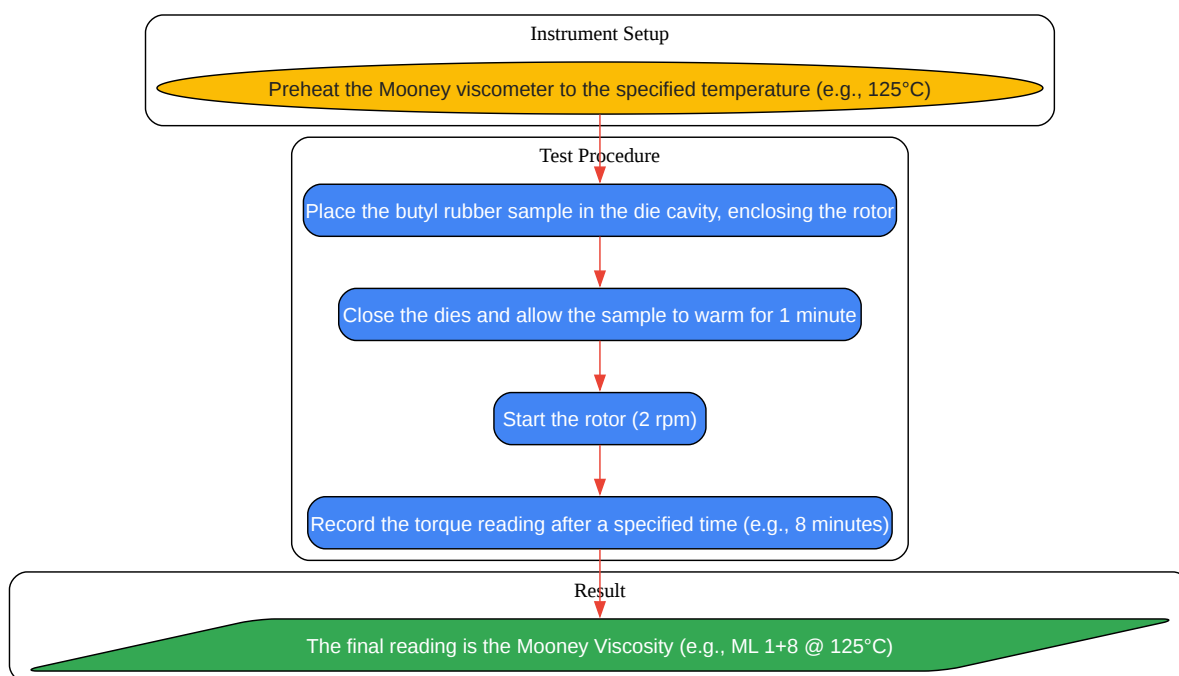 Instrument Setup
Preheat the Mooney viscometer to the specified temperature (e.g., 125°C)
Test Procedure
Place the butyl rubber sample in the die cavity, enclosing the rotor
Close the dies and allow the sample to warm for 1 minute
Start the rotor (2 rpm)
Record the torque reading after a specified time (e.g., 8 minutes)
Result
The final reading is the Mooney Viscosity (e.g., ML 1+8 @ 125°C)